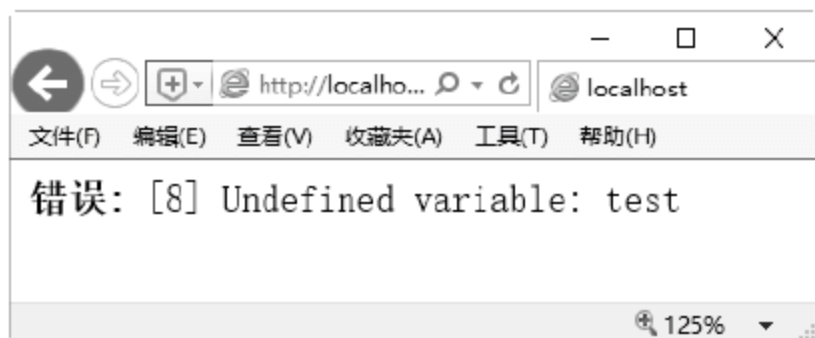 http://localho...
localhost
文件(F) 编辑(E) 查看(V) 收藏夹(A) 工具(T) 帮助(H)
错误: [8] Undefined variable: test
125%